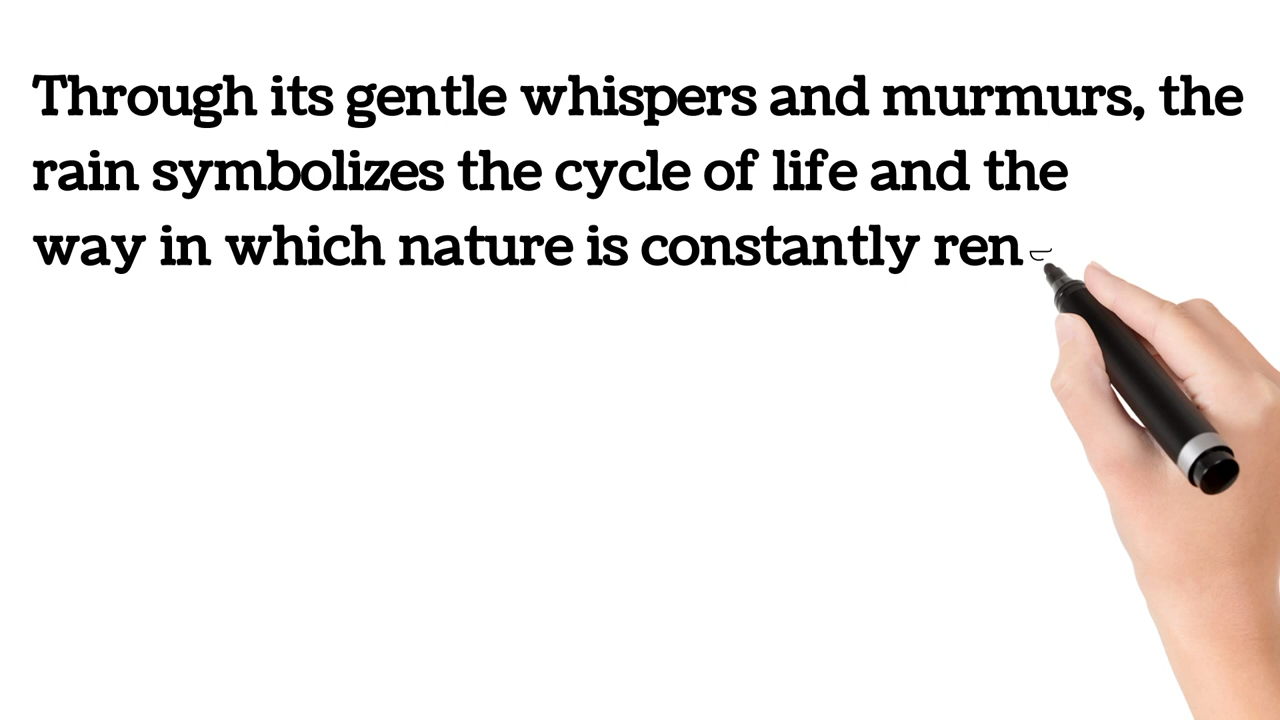 Through its gentle whispers and murmurs, the
rain symbolizes the cycle of life and the
way in which nature is constantly ren